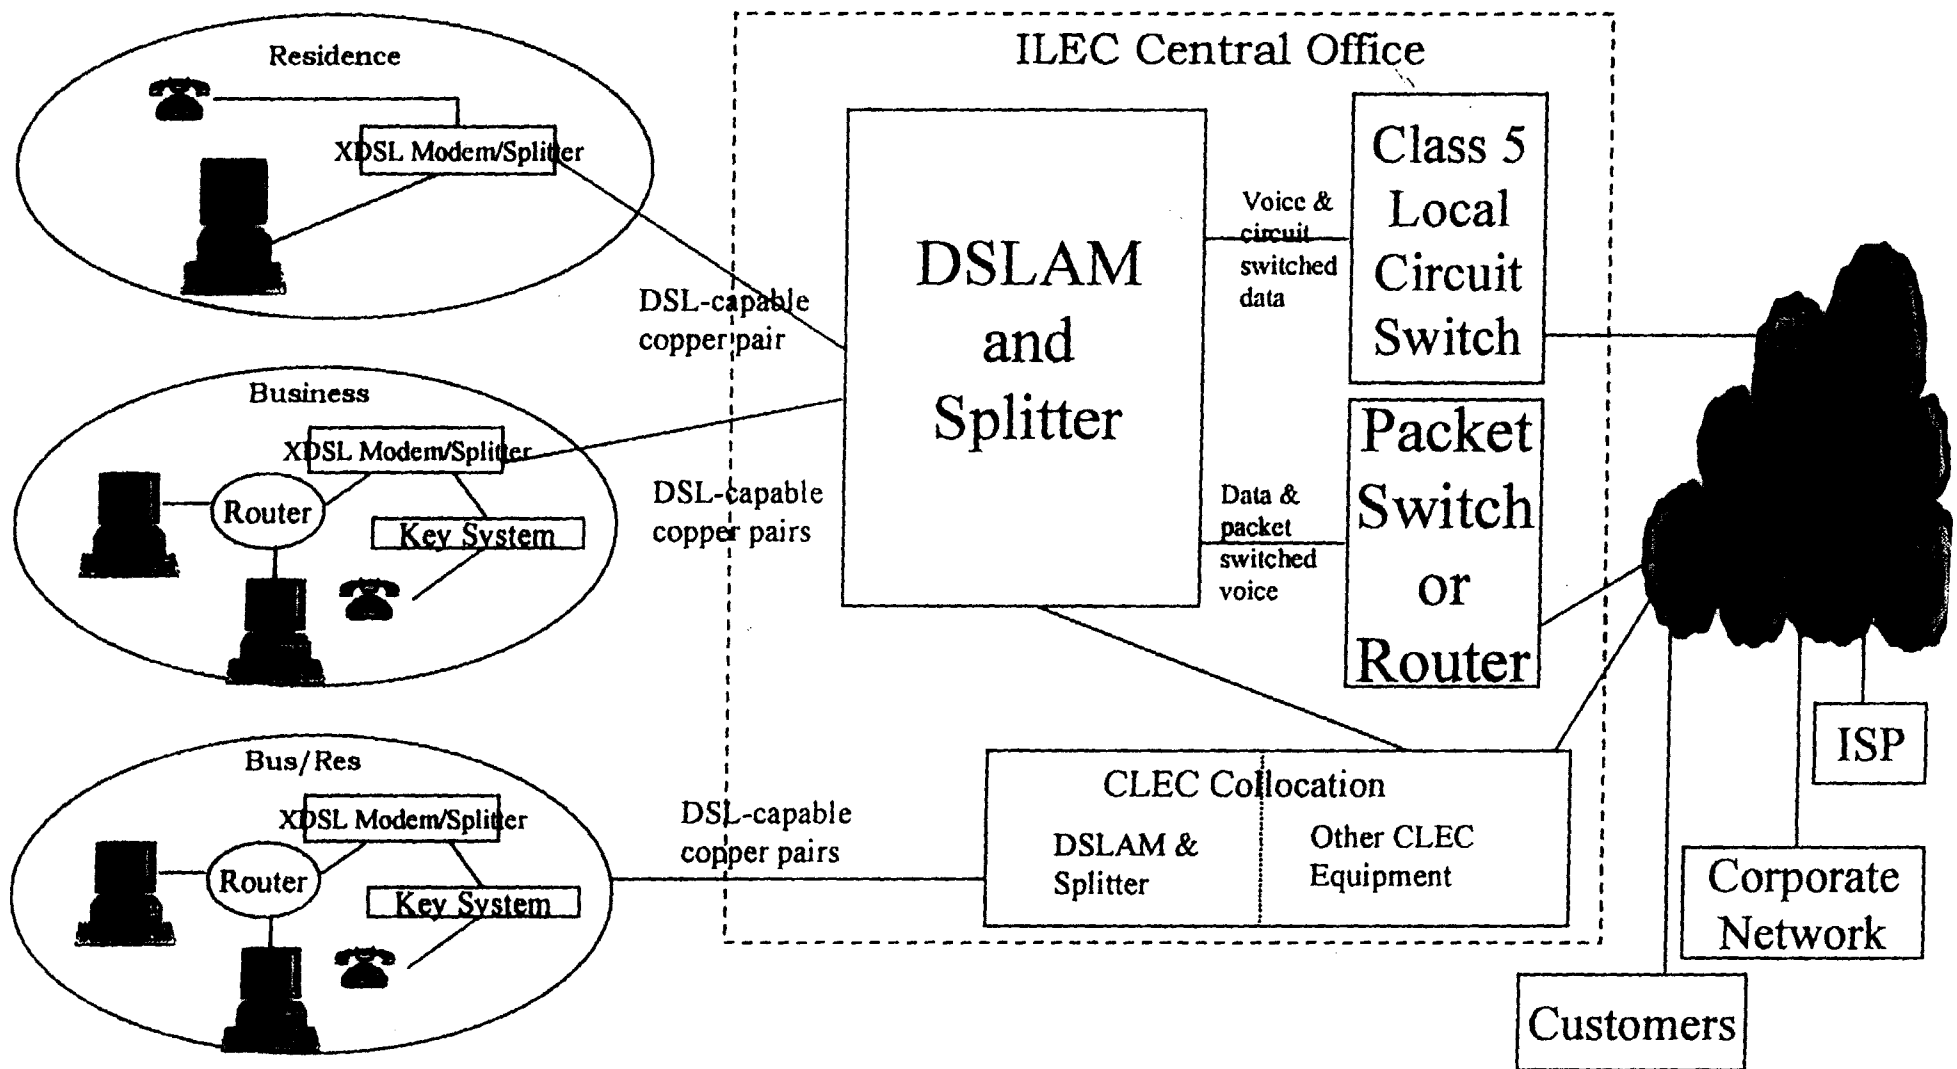 Residence
XDSL Modem/Splitter
DSL-capable
copper pair
Business
XDSL Modem/Splitter
Router
Key System
DSL-capable
copper pairs
Bus/Res
XDSL Modem/Splitter
Router
Key System
DSL-capable
copper pairs
ILEC Central Office
DSLAM
and
Splitter
Voice &
circuit
switched
data
Class 5
Local
Circuit
Switch
Data &
packet
switched
voice
Packet
Switch
or
Router
CLEC Collocation
DSLAM &
Splitter
Other CLEC
Equipment
ISP
Corporate
Network
Customers